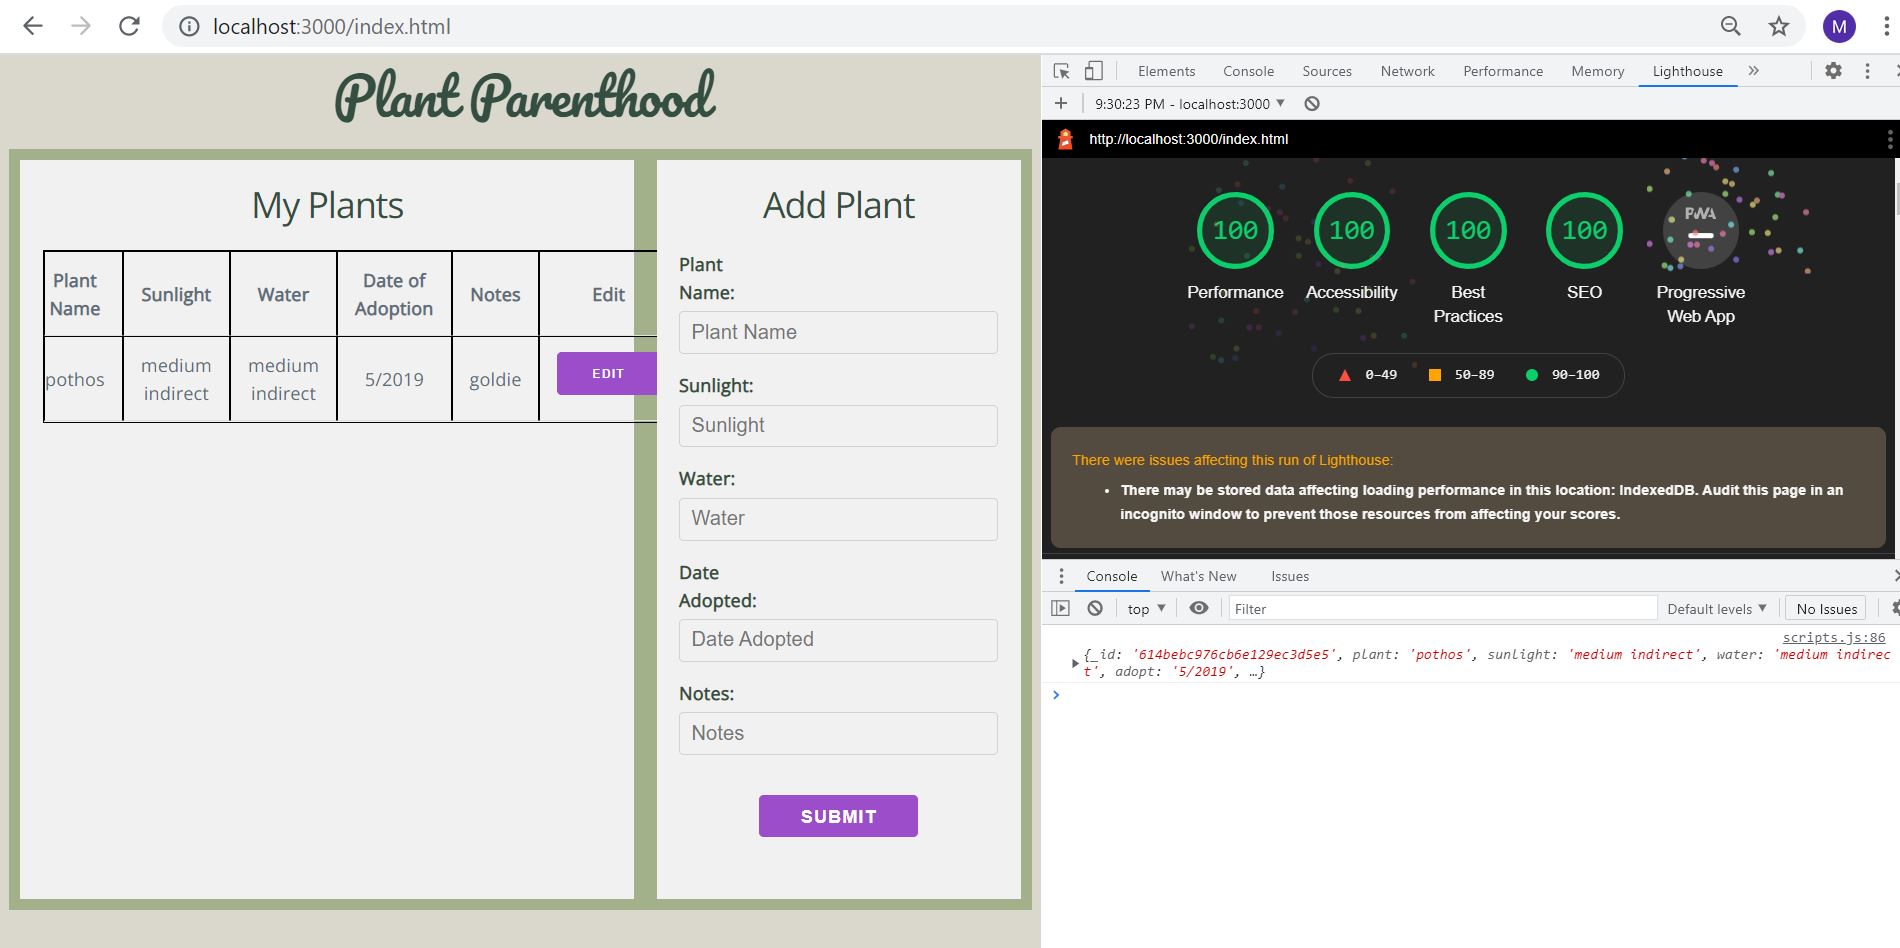 localhost:3000/index.html
M
Plant Parenthood
My Plants
Plant Name
Sunlight
Water
Date of Adoption
Notes
Edit
pothos
medium indirect
medium indirect
5/2019
goldie
EDIT
Add Plant
Plant
Name:
Plant Name
Sunlight:
Sunlight
Water:
Water
Date
Adopted:
Date Adopted
Notes:
Notes
SUBMIT
Elements Console Sources Network Performance Memory Lighthouse
9:30:23 PM - localhost:3000
http://localhost:3000/index.html
100 100 100 100 PWA
Performance
Accessibility
Best
Practices
SEO
Progressive
Web App
0–49 50–89 90–100
There were issues affecting this run of Lighthouse:
There may be stored data affecting loading performance in this location: IndexedDB. Audit this page in an
incognito window to prevent those resources from affecting your scores.
Console What's New Issues
top Filter Default levels No Issues
scripts.js:86
{_id: '614bebc976cb6e129ec3d5e5', plant: 'pothos', sunlight: 'medium indirect', water: 'medium indirec
t', adopt: '5/2019', …}